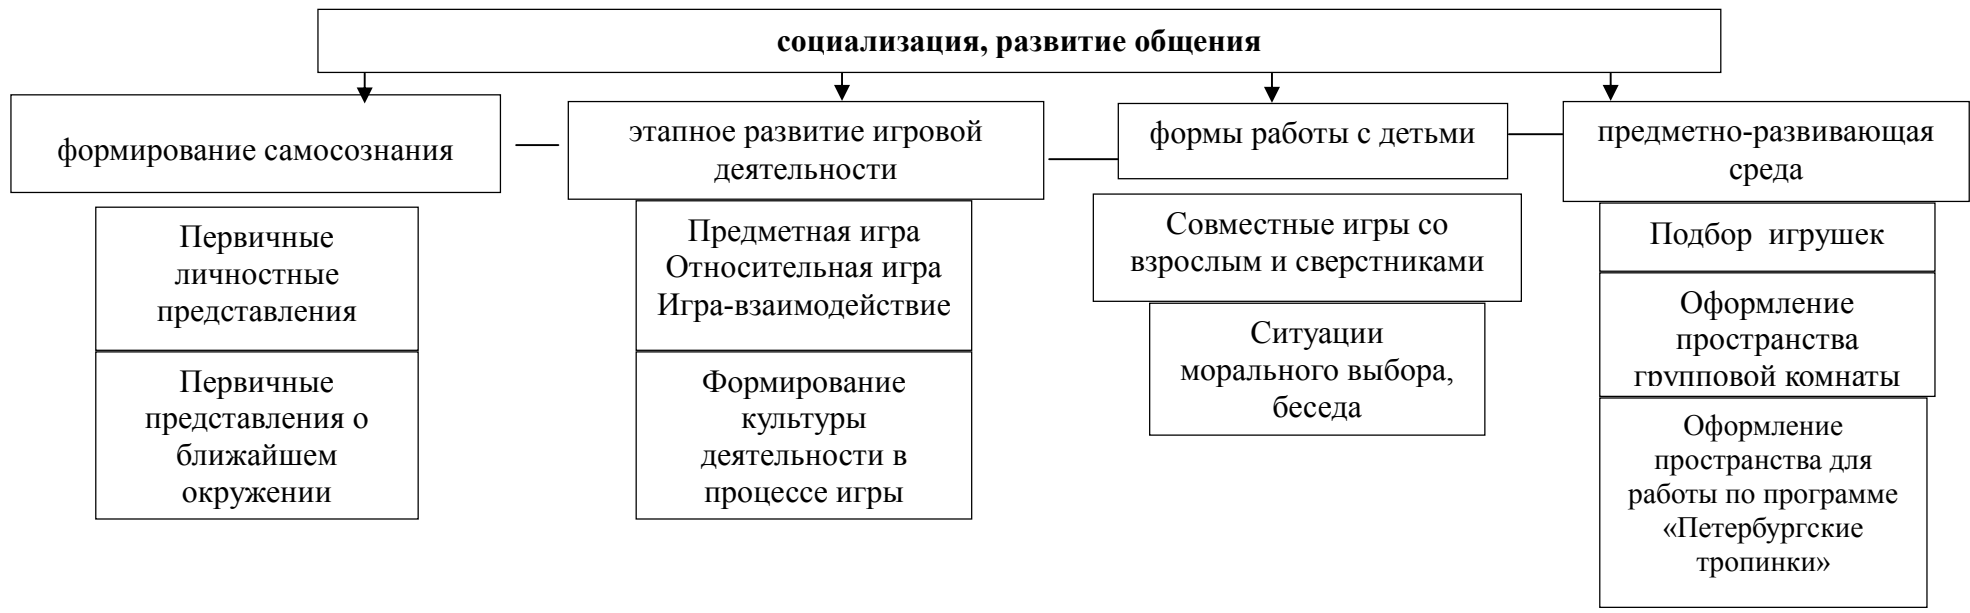 социализация, развитие общения
формирование самосознания
Первичные
личностные
представления
Первичные
представления о
ближайшем
окружении
этапное развитие игровой
деятельности
Предметная игра
Относительная игра
Игра-взаимодействие
Формирование
культуры
деятельности в
процессе игры
формы работы с детьми
Совместные игры со
взрослым и сверстниками
Ситуации
морального выбора,
беседа
предметно-развивающая
среда
Подбор игрушек
Оформление
пространства
групповой комнаты
Оформление
пространства для
работы по программе
«Петербургские
тропинки»